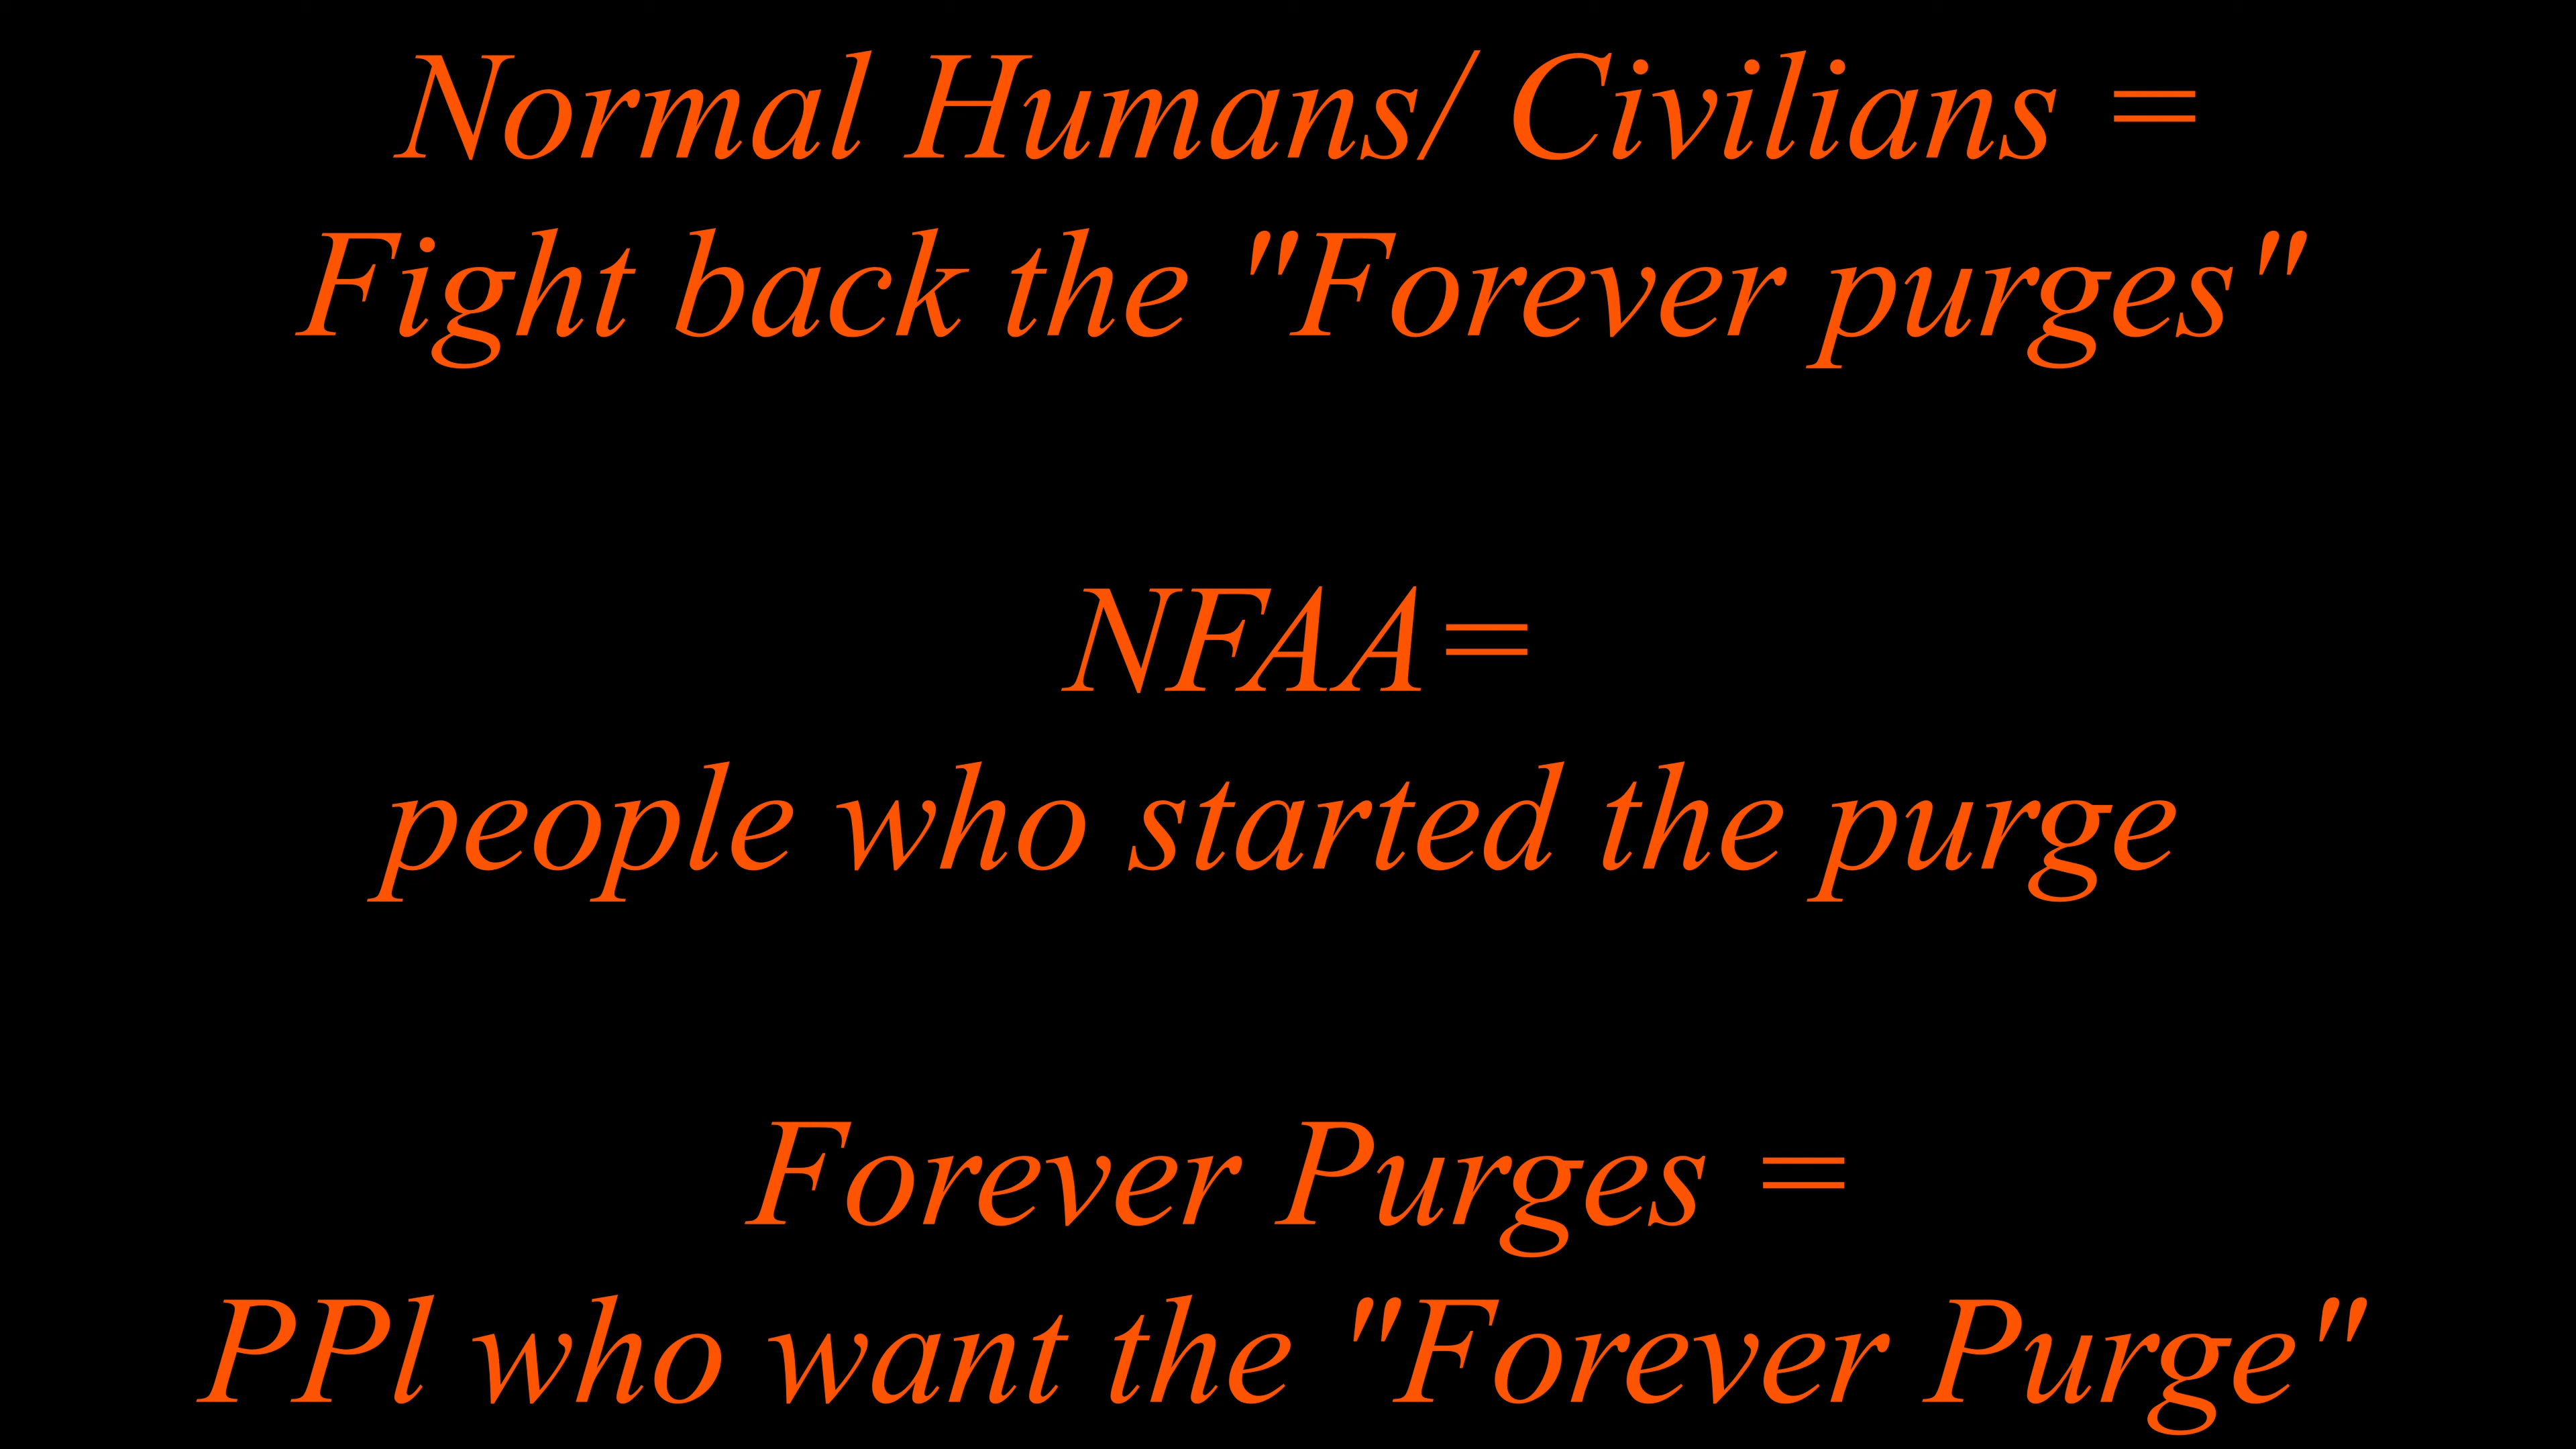 Normal Humans/ Civilians =
Fight back the "Forever purges"
NFAA=
people who started the purge
Forever Purges =
PPl who want the "Forever Purge"